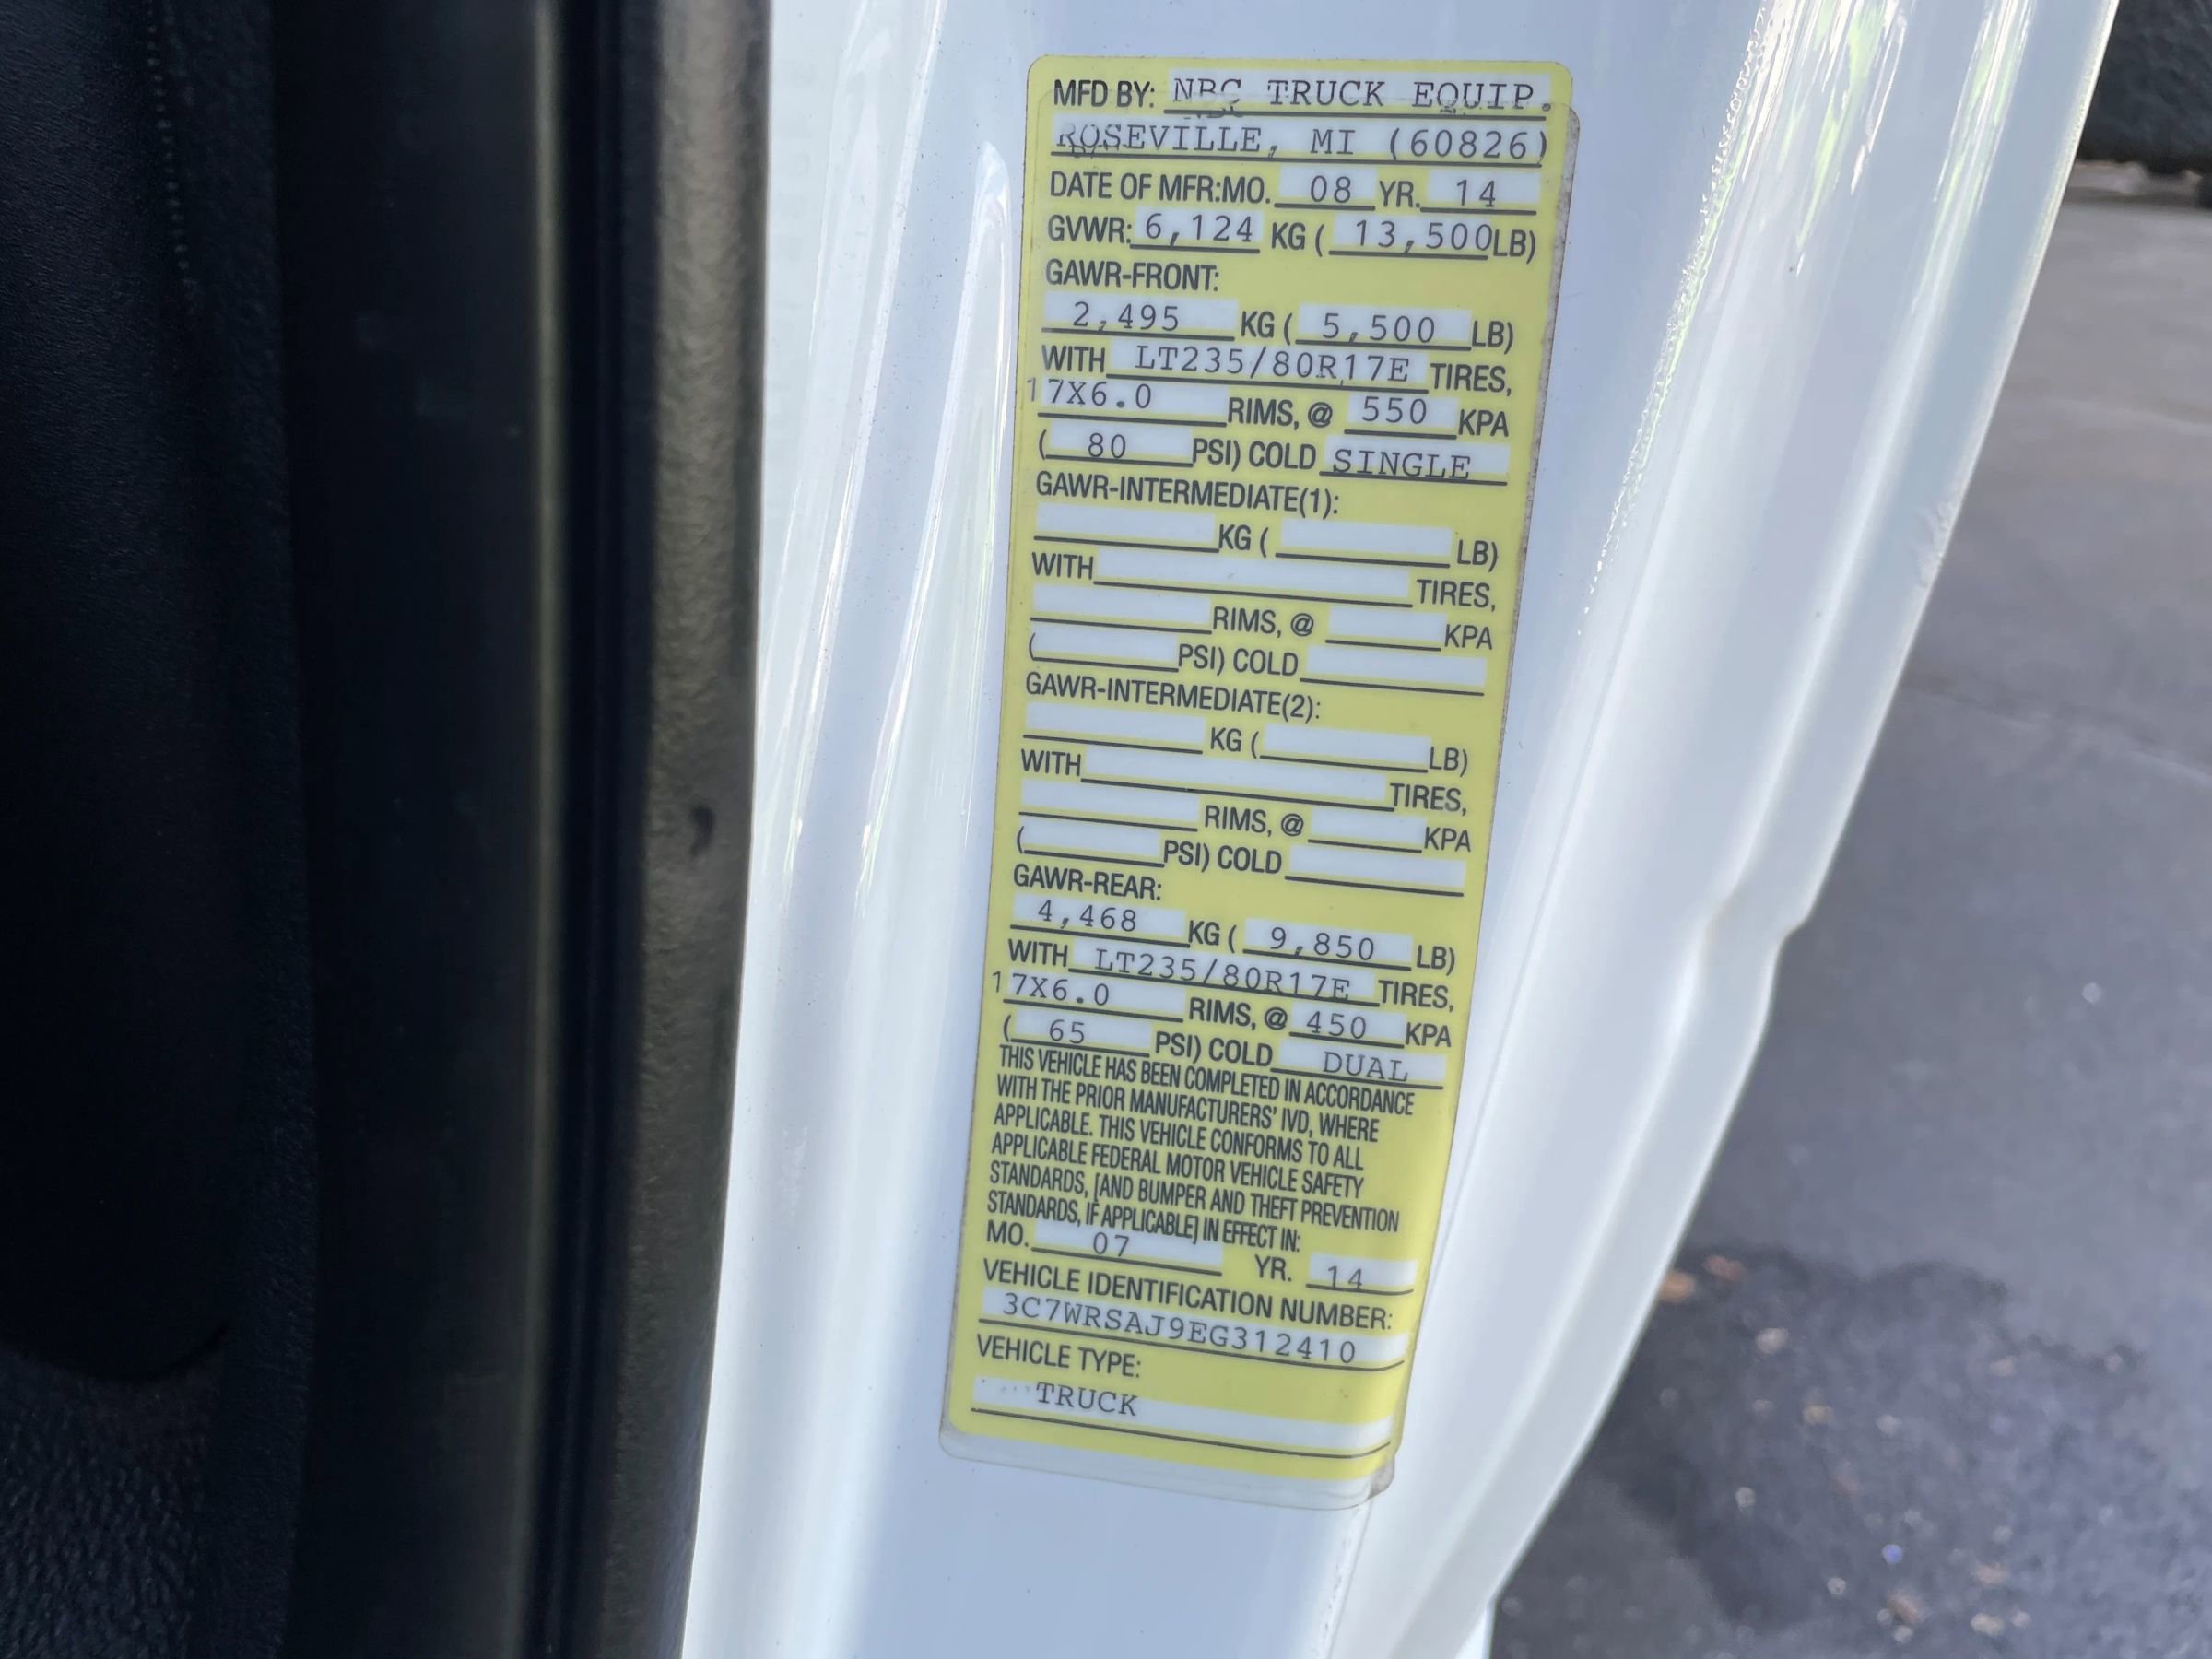 MFD BY: NBC TRUCK EQUIP.
ROSEVILLE, MI (60826)
DATE OF MFR:MO. 08 YR. 14
GVWR: 6,124 KG ( 13,500 LB)
GAWR-FRONT:
2,495 KG ( 5,500 LB)
WITH LT235/80R17E TIRES,
17X6.0 RIMS, @ 550 KPA
( 80 PSI) COLD SINGLE
GAWR-INTERMEDIATE(1):
KG ( LB)
WITH TIRES,
RIMS, @ KPA
( PSI) COLD
GAWR-INTERMEDIATE(2):
KG ( LB)
WITH TIRES,
RIMS, @ KPA
( PSI) COLD
GAWR-REAR:
4,468 KG ( 9,850 LB)
WITH LT235/80R17E TIRES,
17X6.0 RIMS, @ 450 KPA
( 65 PSI) COLD DUAL
THIS VEHICLE HAS BEEN COMPLETED IN ACCORDANCE
WITH THE PRIOR MANUFACTURERS' IVD, WHERE
APPLICABLE. THIS VEHICLE CONFORMS TO ALL
APPLICABLE FEDERAL MOTOR VEHICLE SAFETY
STANDARDS, [AND BUMPER AND THEFT PREVENTION
STANDARDS, IF APPLICABLE] IN EFFECT IN:
MO. 07 YR. 14
VEHICLE IDENTIFICATION NUMBER:
3C7WRSAJ9EG312410
VEHICLE TYPE:
TRUCK